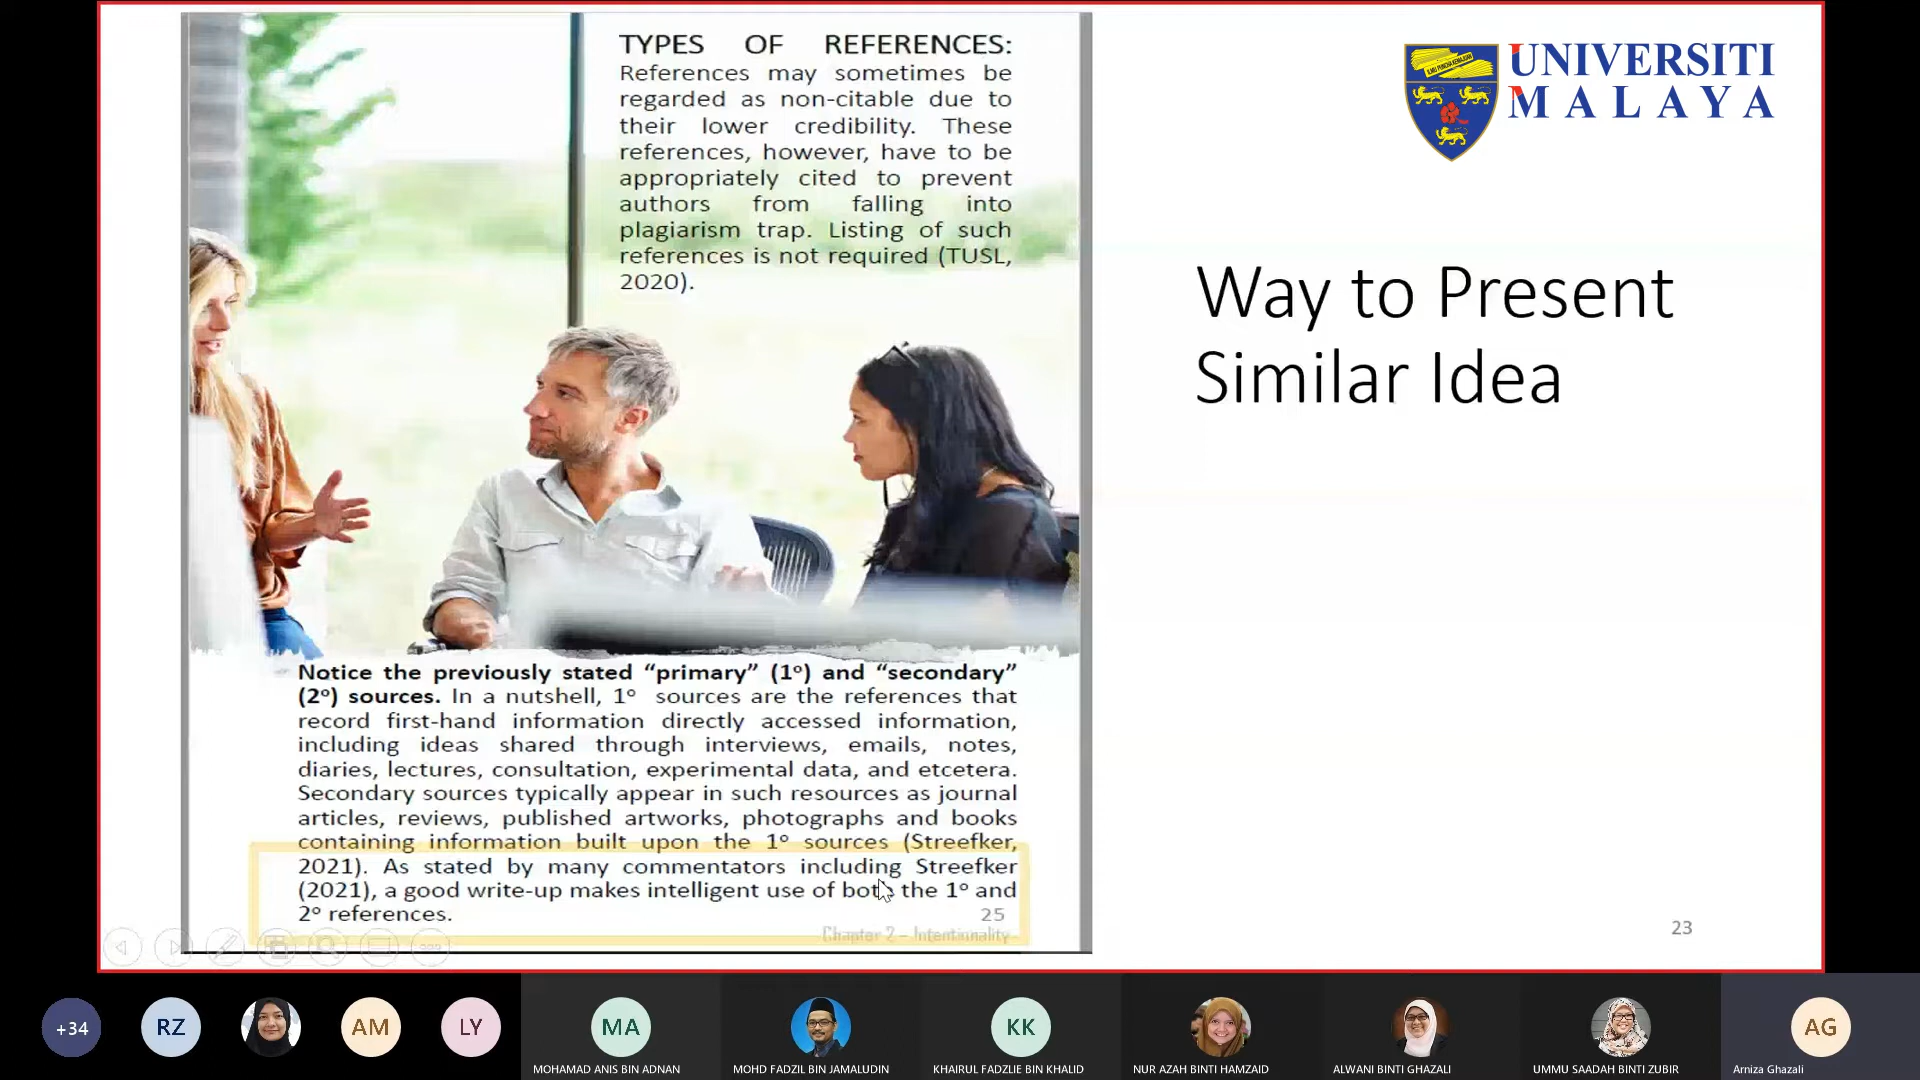 TYPES OF REFERENCES:
References may sometimes be
regarded as non-citable due to
their lower credibility. These
references, however, have to be
appropriately cited to prevent
authors from falling into
plagiarism trap. Listing of such
references is not required (TUSL,
2020).
Notice the previously stated “primary” (1º) and “secondary”
(2º) sources. In a nutshell, 1º sources are the references that
record first-hand information directly accessed information,
including ideas shared through interviews, emails, notes,
diaries, lectures, consultation, experimental data, and etcetera.
Secondary sources typically appear in such resources as journal
articles, reviews, published artworks, photographs and books
containing information built upon the 1º sources (Streefker,
2021). As stated by many commentators including Streefker
(2021), a good write-up makes intelligent use of both the 1º and
2º references.
25
Chapter 2 – Intentionality
UNIVERSITI
MALAYA
Way to Present
Similar Idea
23
+34
RZ
AM
LY
MA
KK
AG
MOHAMAD ANIS BIN ADNAN
MOHD FADZIL BIN JAMALUDIN
KHAIRUL FADZLIE BIN KHALID
NUR AZAH BINTI HAMZAID
ALWANI BINTI GHAZALI
UMMU SAADAH BINTI ZUBIR
Arniza Ghazali